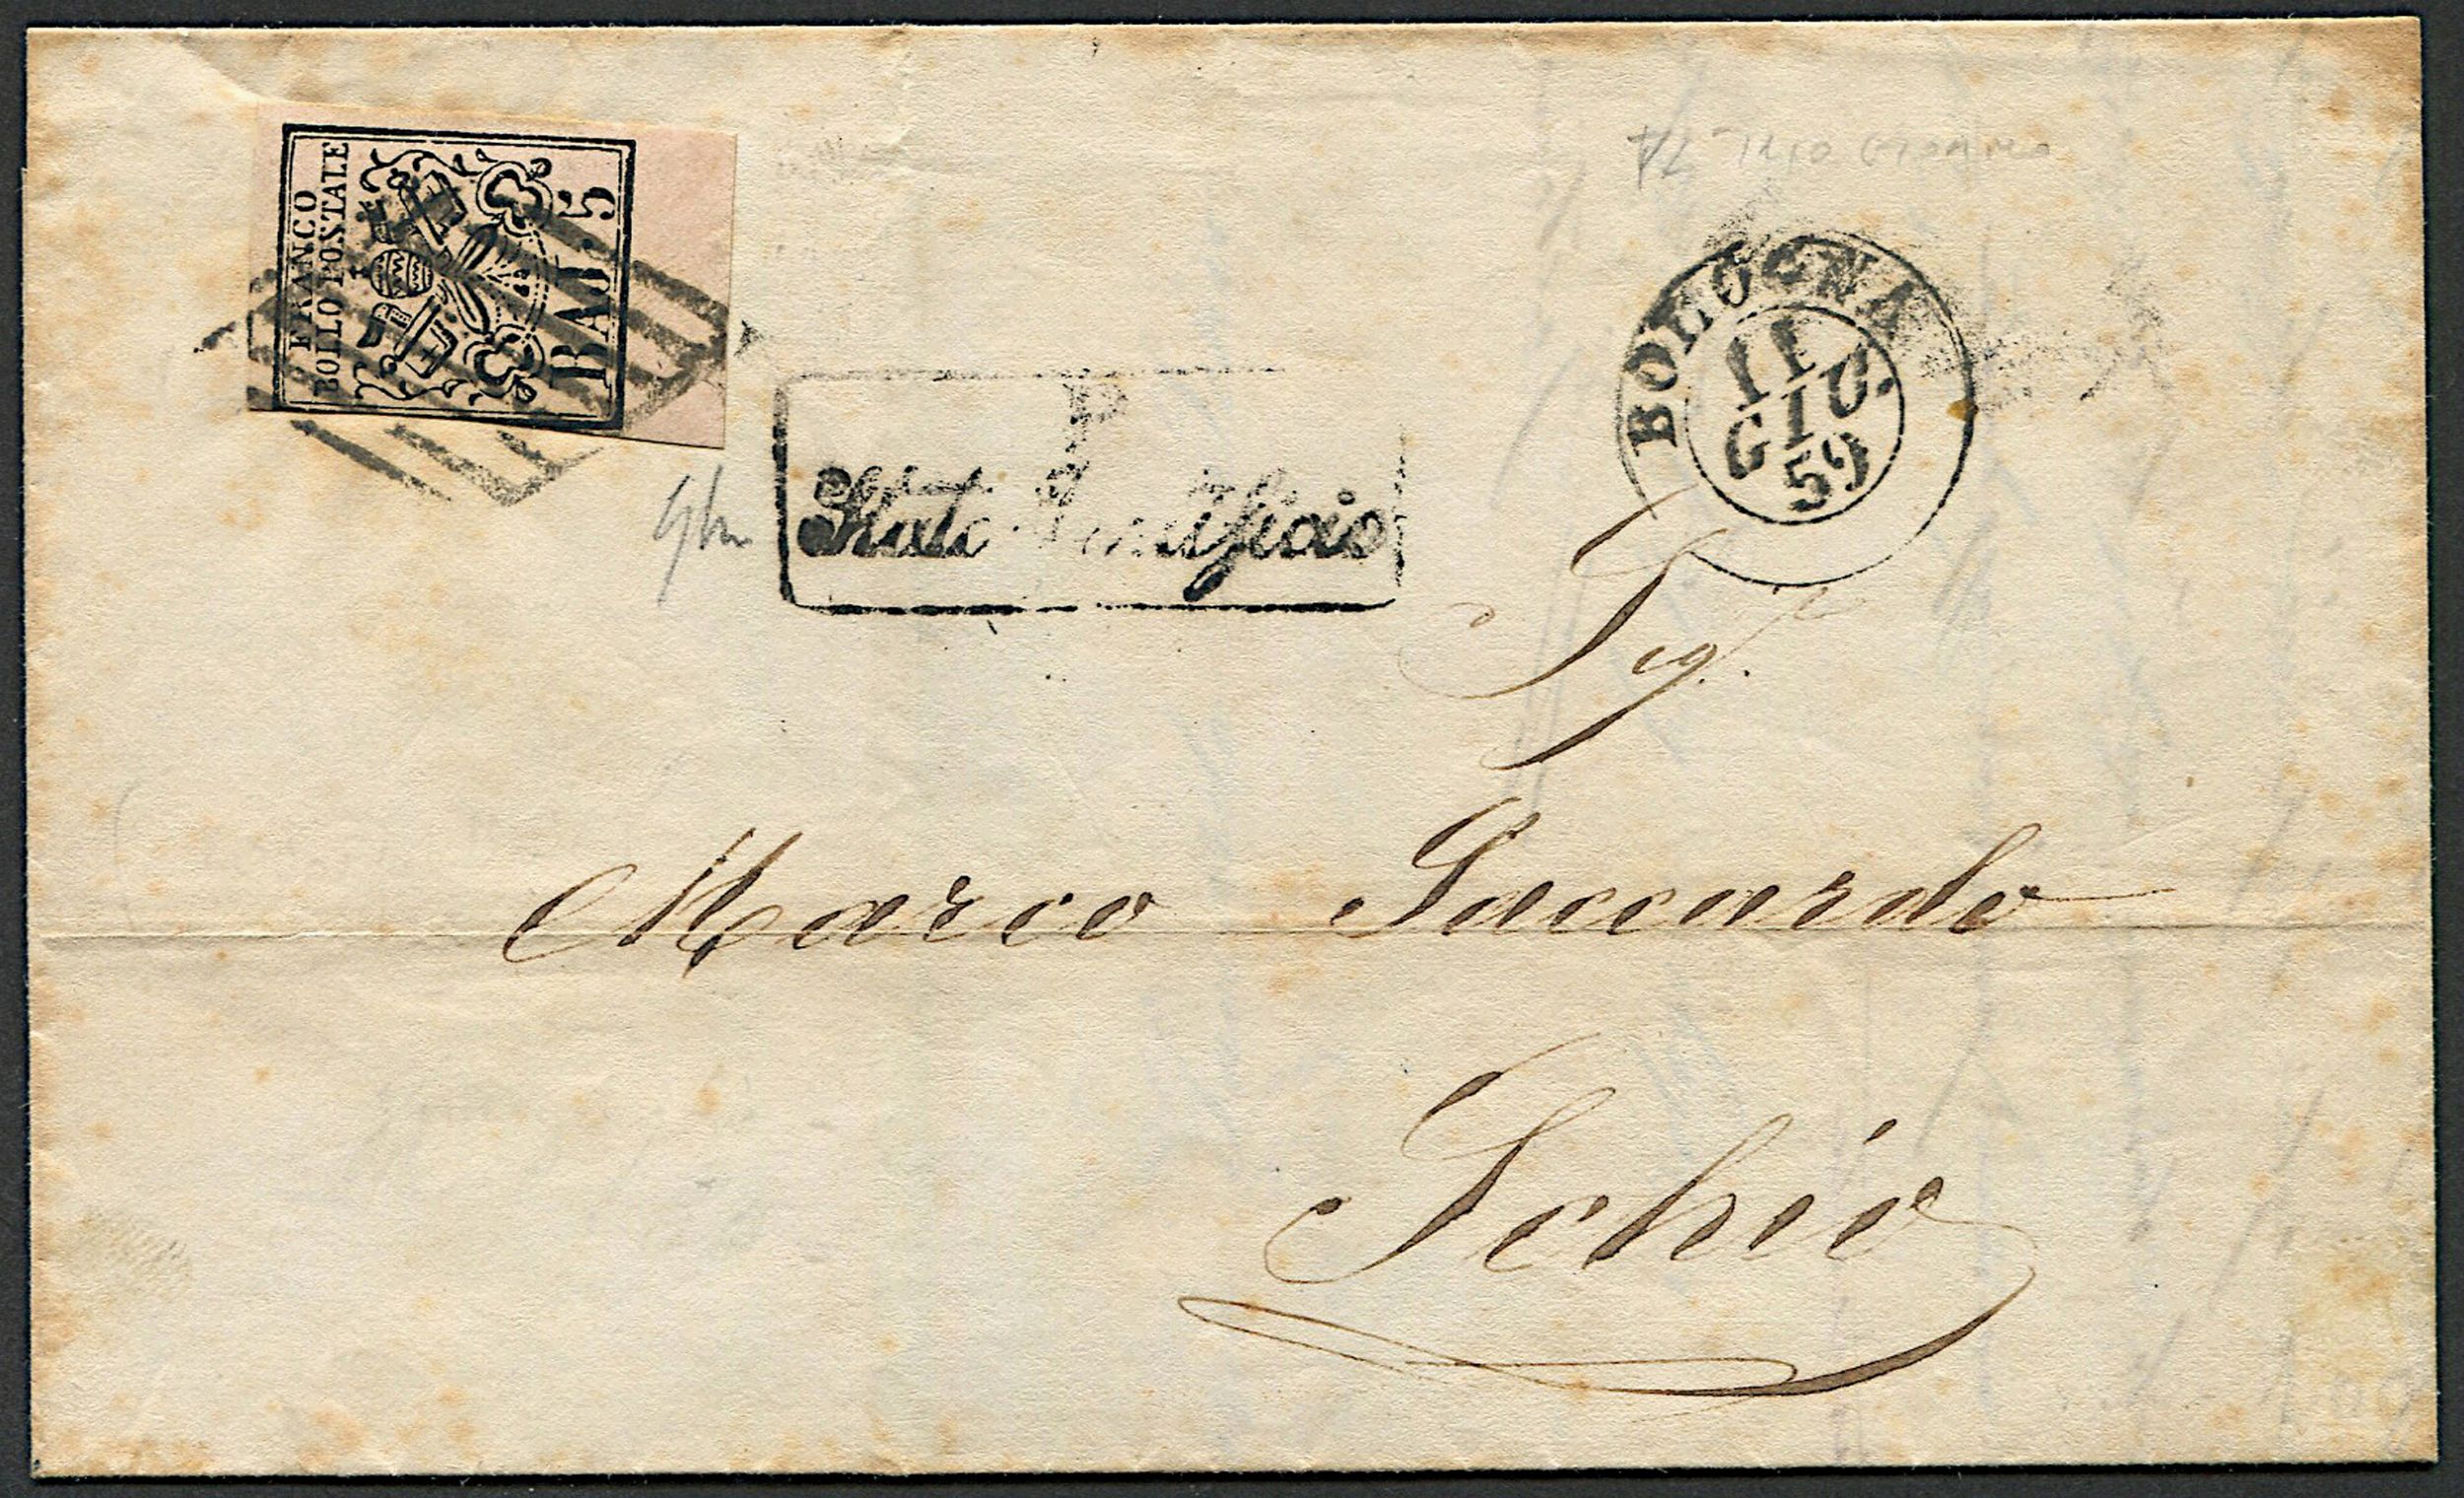 FRANCO
BOLLO POSTALE
BAJ. 5
BOLOGNA
11
GIU.
59
P
Stato Pontificio
Sig.r
Marco Saccardo
Schio